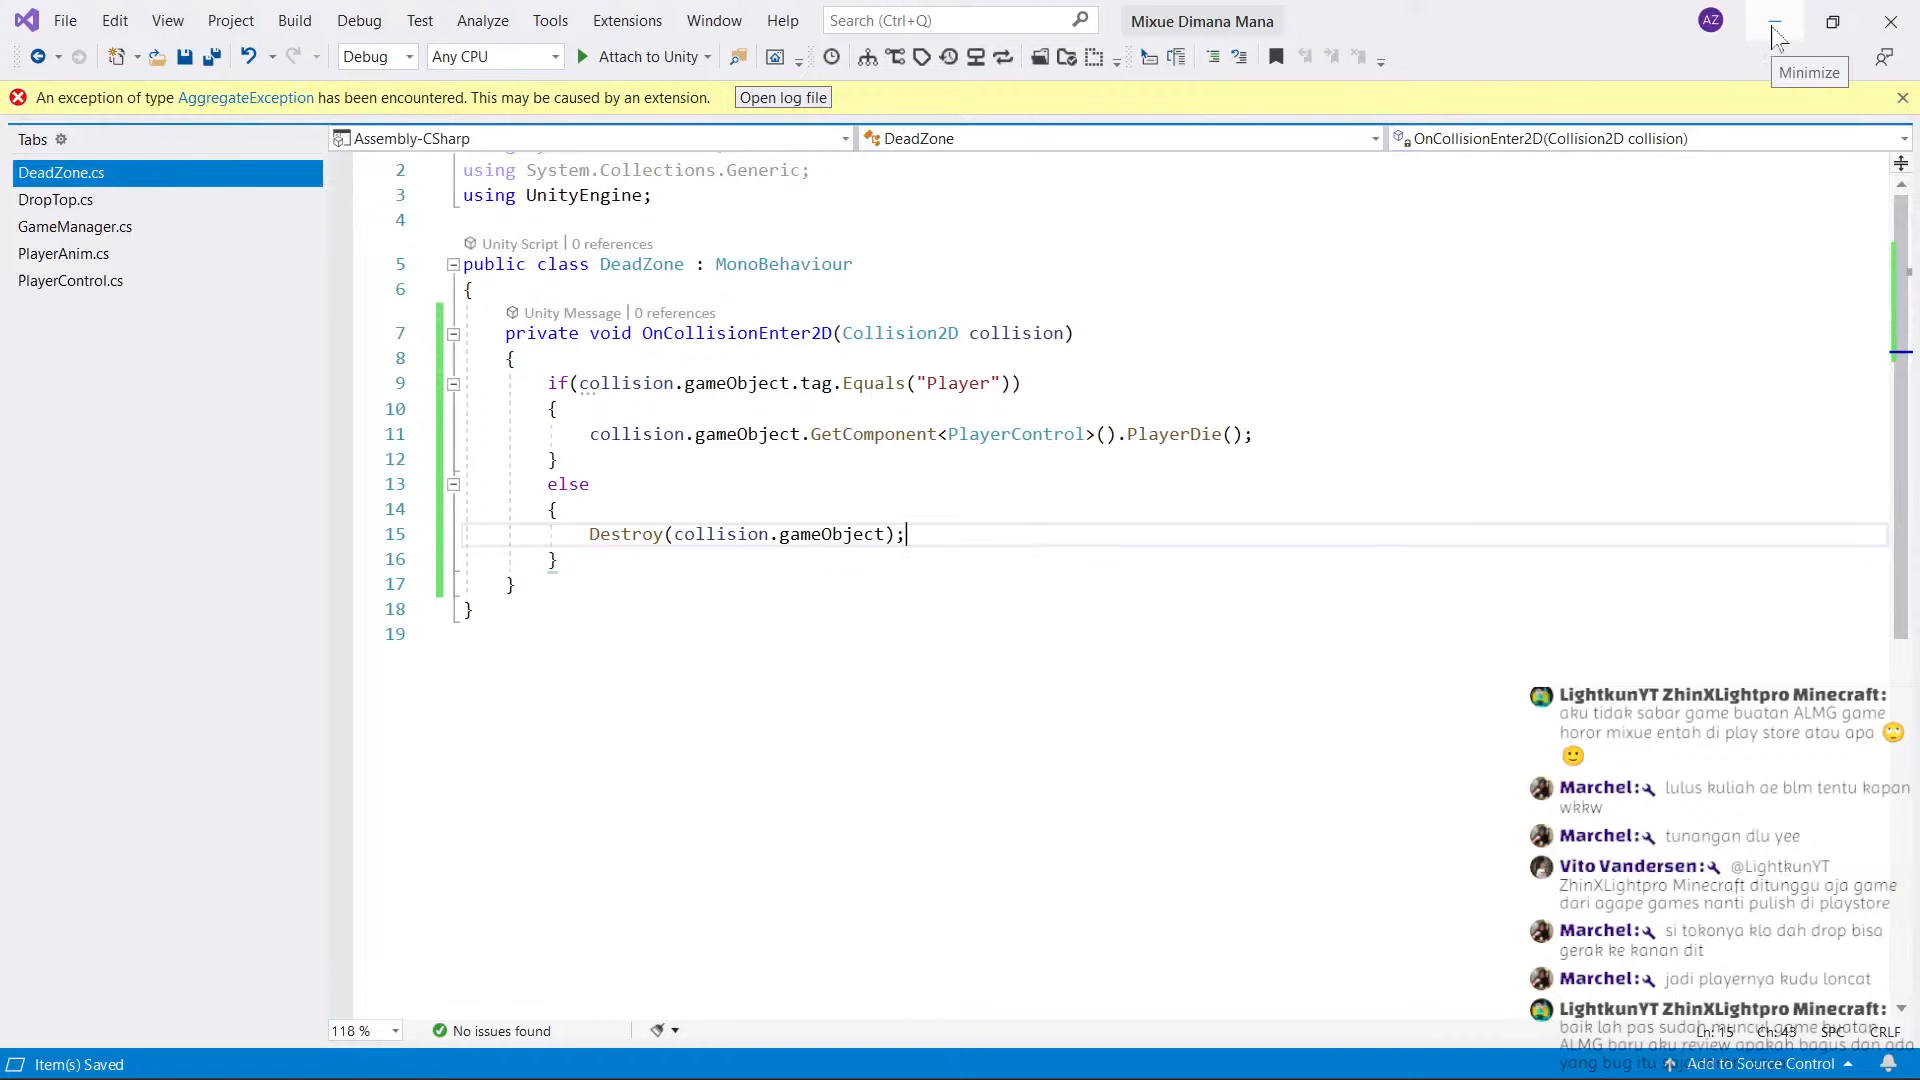 File Edit View Project Build Debug Test Analyze Tools Extensions Window Help Search (Ctrl+Q) Mixue Dimana Mana AZ
Debug Any CPU Attach to Unity
Minimize
An exception of type AggregateException has been encountered. This may be caused by an extension. Open log file
Tabs
Assembly-CSharp DeadZone OnCollisionEnter2D(Collision2D collision)
DeadZone.cs
DropTop.cs
GameManager.cs
PlayerAnim.cs
PlayerControl.cs
2 using System.Collections.Generic;
3 using UnityEngine;
4
Unity Script | 0 references
5 public class DeadZone : MonoBehaviour
6 {
Unity Message | 0 references
7 private void OnCollisionEnter2D(Collision2D collision)
8 {
9 if(collision.gameObject.tag.Equals("Player"))
10 {
11 collision.gameObject.GetComponent<PlayerControl>().PlayerDie();
12 }
13 else
14 {
15 Destroy(collision.gameObject);
16 }
17 }
18 }
19
LightkunYT ZhinXLightpro Minecraft:
aku tidak sabar game buatan ALMG game
horor mixue entah di play store atau apa 🙄
🙂
Marchel: lulus kuliah ae blm tentu kapan
wkkw
Marchel: tunangan dlu yee
Vito Vandersen: @LightkunYT
ZhinXLightpro Minecraft ditunggu aja game
dari agape games nanti pulish di playstore
Marchel: si tokonya klo dah drop bisa
gerak ke kanan dit
Marchel: jadi playernya kudu loncat
LightkunYT ZhinXLightpro Minecraft:
baik lah pas sudah muncul game buatan
ALMG baru aku review apakah bagus dan ada
yang bug itu
118 % No issues found Ln: 15 Ch: 43 SPC CRLF
Item(s) Saved Add to Source Control